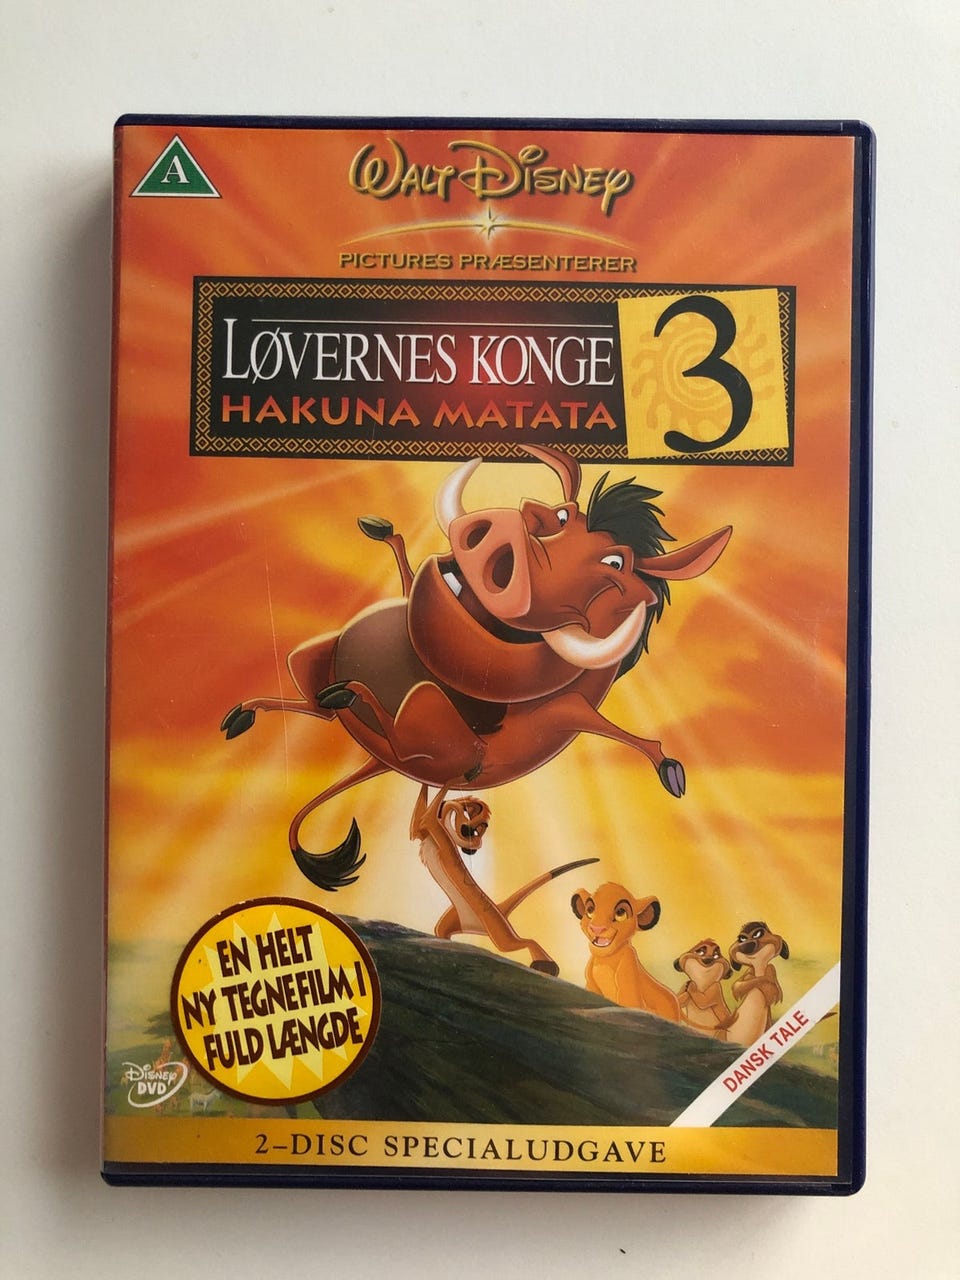 A
WALT DISNEY
PICTURES PRÆSENTERER
LØVERNES KONGE
HAKUNA MATATA
3
EN HELT
NY TEGNEFILM I
FULD LÆNGDE
DANSK TALE
DISNEY
DVD
2-DISC SPECIALUDGAVE